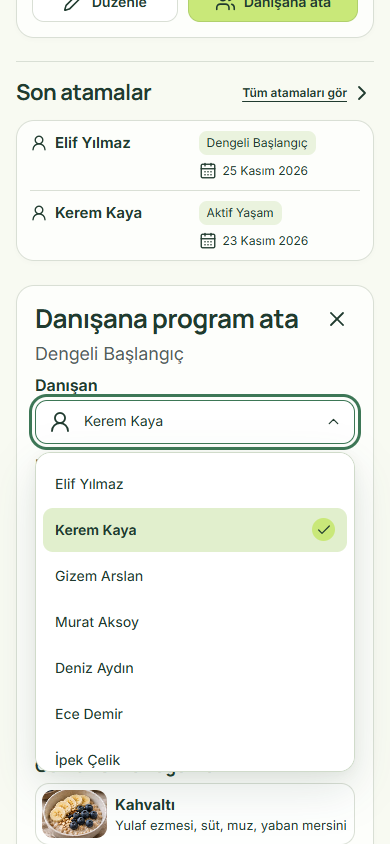 Düzenle
Danışana ata
Son atamalar
Tüm atamaları gör
Elif Yılmaz
Dengeli Başlangıç
25 Kasım 2026
Kerem Kaya
Aktif Yaşam
23 Kasım 2026
Danışana program ata
Dengeli Başlangıç
Danışan
Kerem Kaya
Elif Yılmaz
Kerem Kaya
Gizem Arslan
Murat Aksoy
Deniz Aydın
Ece Demir
İpek Çelik
Kahvaltı
Yulaf ezmesi, süt, muz, yaban mersini